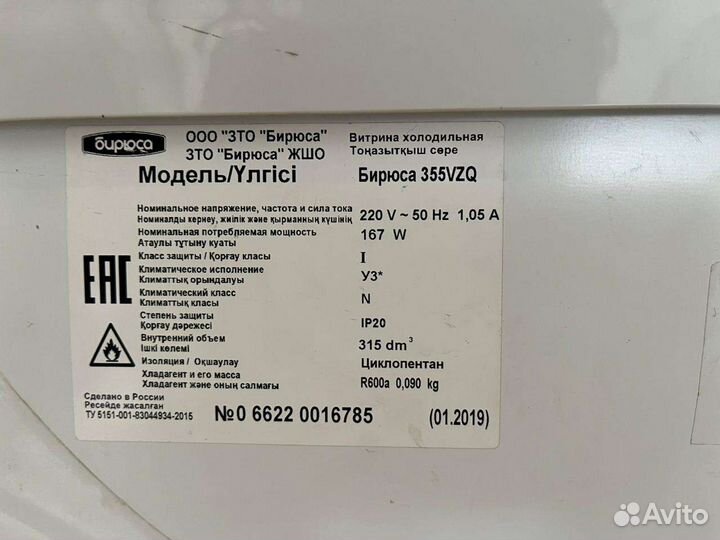 бирюса
ООО "ЗТО "Бирюса"
ЗТО "Бирюса" ЖШО
Витрина холодильная
Тоңазытқыш сөре
Модель/Үлгісі
Бирюса 355VZQ
Номинальное напряжение, частота и сила тока
Номиналды кернеу, жиілік және қырманның күшінің
220 V ~ 50 Hz 1,05 A
Номинальная потребляемая мощность
Атаулы тұтыну куаты
167 W
Класс защиты / Қорғау класы
I
Климатическое исполнение
Климаттық орындалуы
У3*
Климатический класс
Климаттық класы
N
Степень защиты
Қорғау дәрежесі
IP20
Внутренний объем
Ішкі көлемі
315 dm³
Изоляция / Оқшаулау
Циклопентан
Хладагент и его масса
Хладагент және оның салмағы
R600a 0,090 kg
EAC
Сделано в России
Ресейде жасалған
ТУ 5151-001-83044934-2015
№0 6622 0016785
(01.2019)
Avito